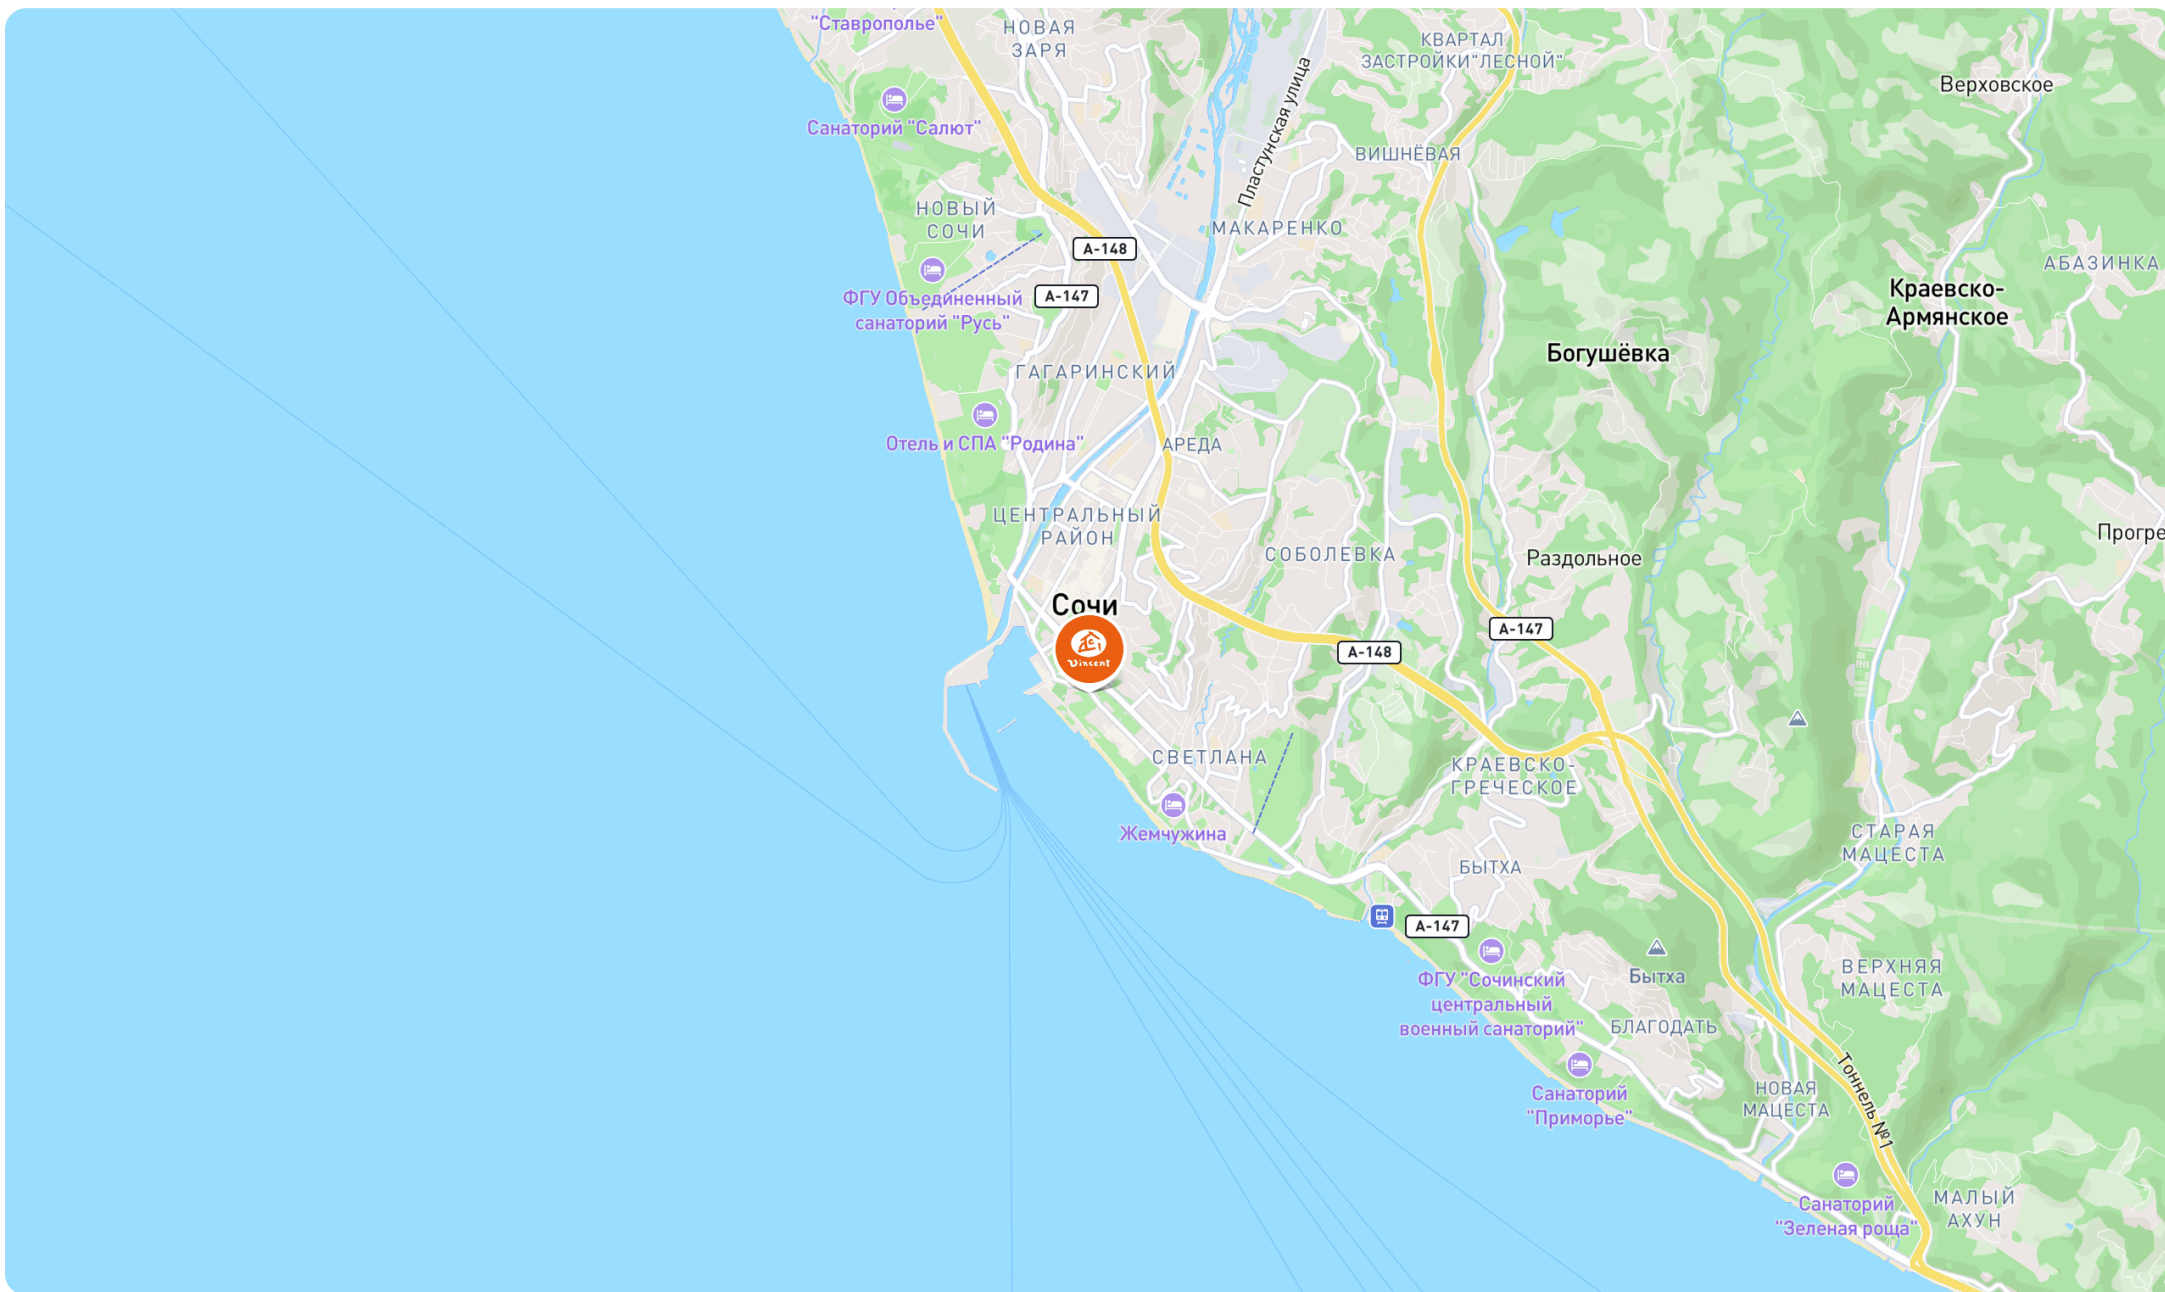 "Ставрополье"
НОВАЯ
ЗАРЯ
КВАРТАЛ
ЗАСТРОЙКИ"ЛЕСНОЙ"
Верховское
Санаторий "Салют"
Пластунская улица
ВИШНЁВАЯ
НОВЫЙ
СОЧИ
МАКАРЕНКО
А-148
АБАЗИНКА
А-147
ФГУ Объединенный
санаторий "Русь"
Краевско-
Армянское
Богушёвка
ГАГАРИНСКИЙ
Отель и СПА "Родина"
АРЕДА
ЦЕНТРАЛЬНЫЙ
РАЙОН
СОБОЛЕВКА
Раздольное
Прогре
Сочи
Vincent
А-147
А-148
СВЕТЛАНА
КРАЕВСКО-
ГРЕЧЕСКОЕ
Жемчужина
СТАРАЯ
МАЦЕСТА
БЫТХА
А-147
ФГУ "Сочинский
центральный
военный санаторий"
Бытха
ВЕРХНЯЯ
МАЦЕСТА
БЛАГОДАТЬ
Санаторий
"Приморье"
НОВАЯ
МАЦЕСТА
Тоннель №1
Санаторий
"Зеленая роща"
МАЛЫЙ
АХУН